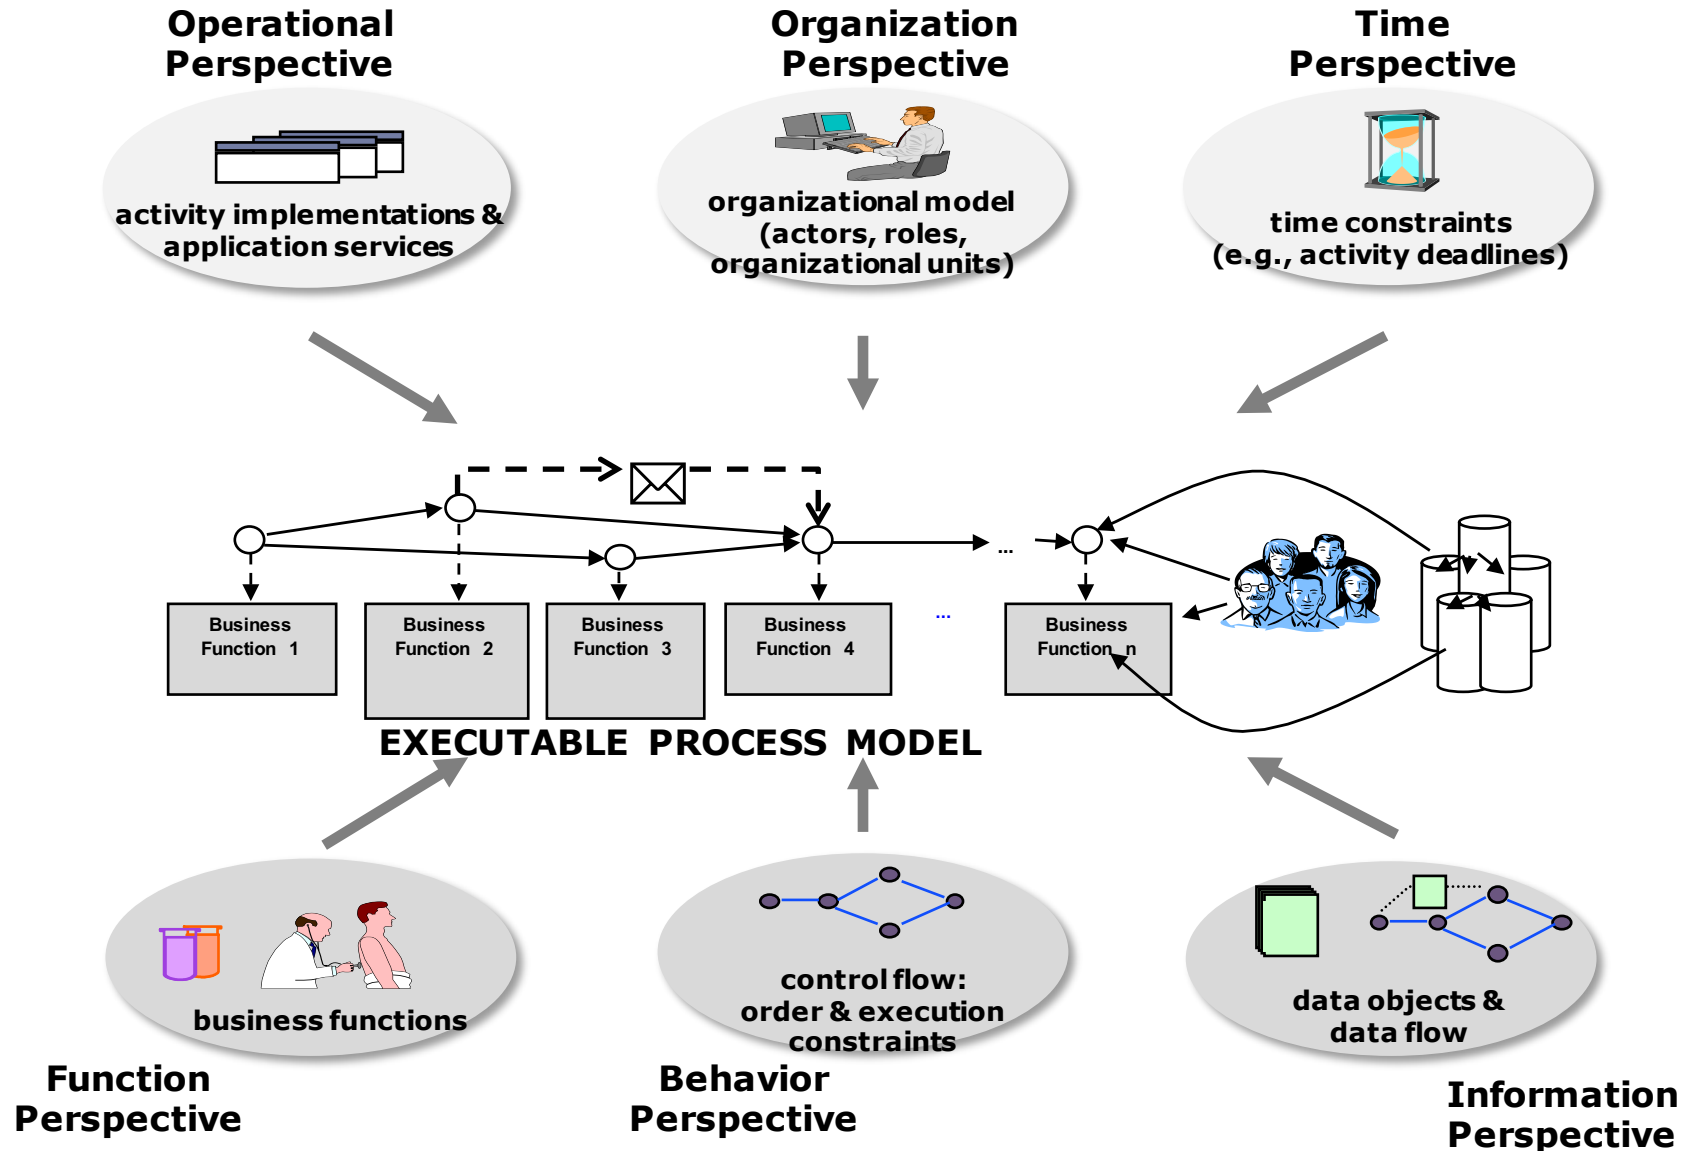 Operational
Perspective
Organization
Perspective
Time
Perspective
activity implementations &
application services
organizational model
(actors, roles,
organizational units)
time constraints
(e.g., activity deadlines)
...
Business
Function 1
Business
Function 2
Business
Function 3
Business
Function 4
...
Business
Function n
EXECUTABLE PROCESS MODEL
business functions
control flow:
order & execution
constraints
data objects &
data flow
Function
Perspective
Behavior
Perspective
Information
Perspective